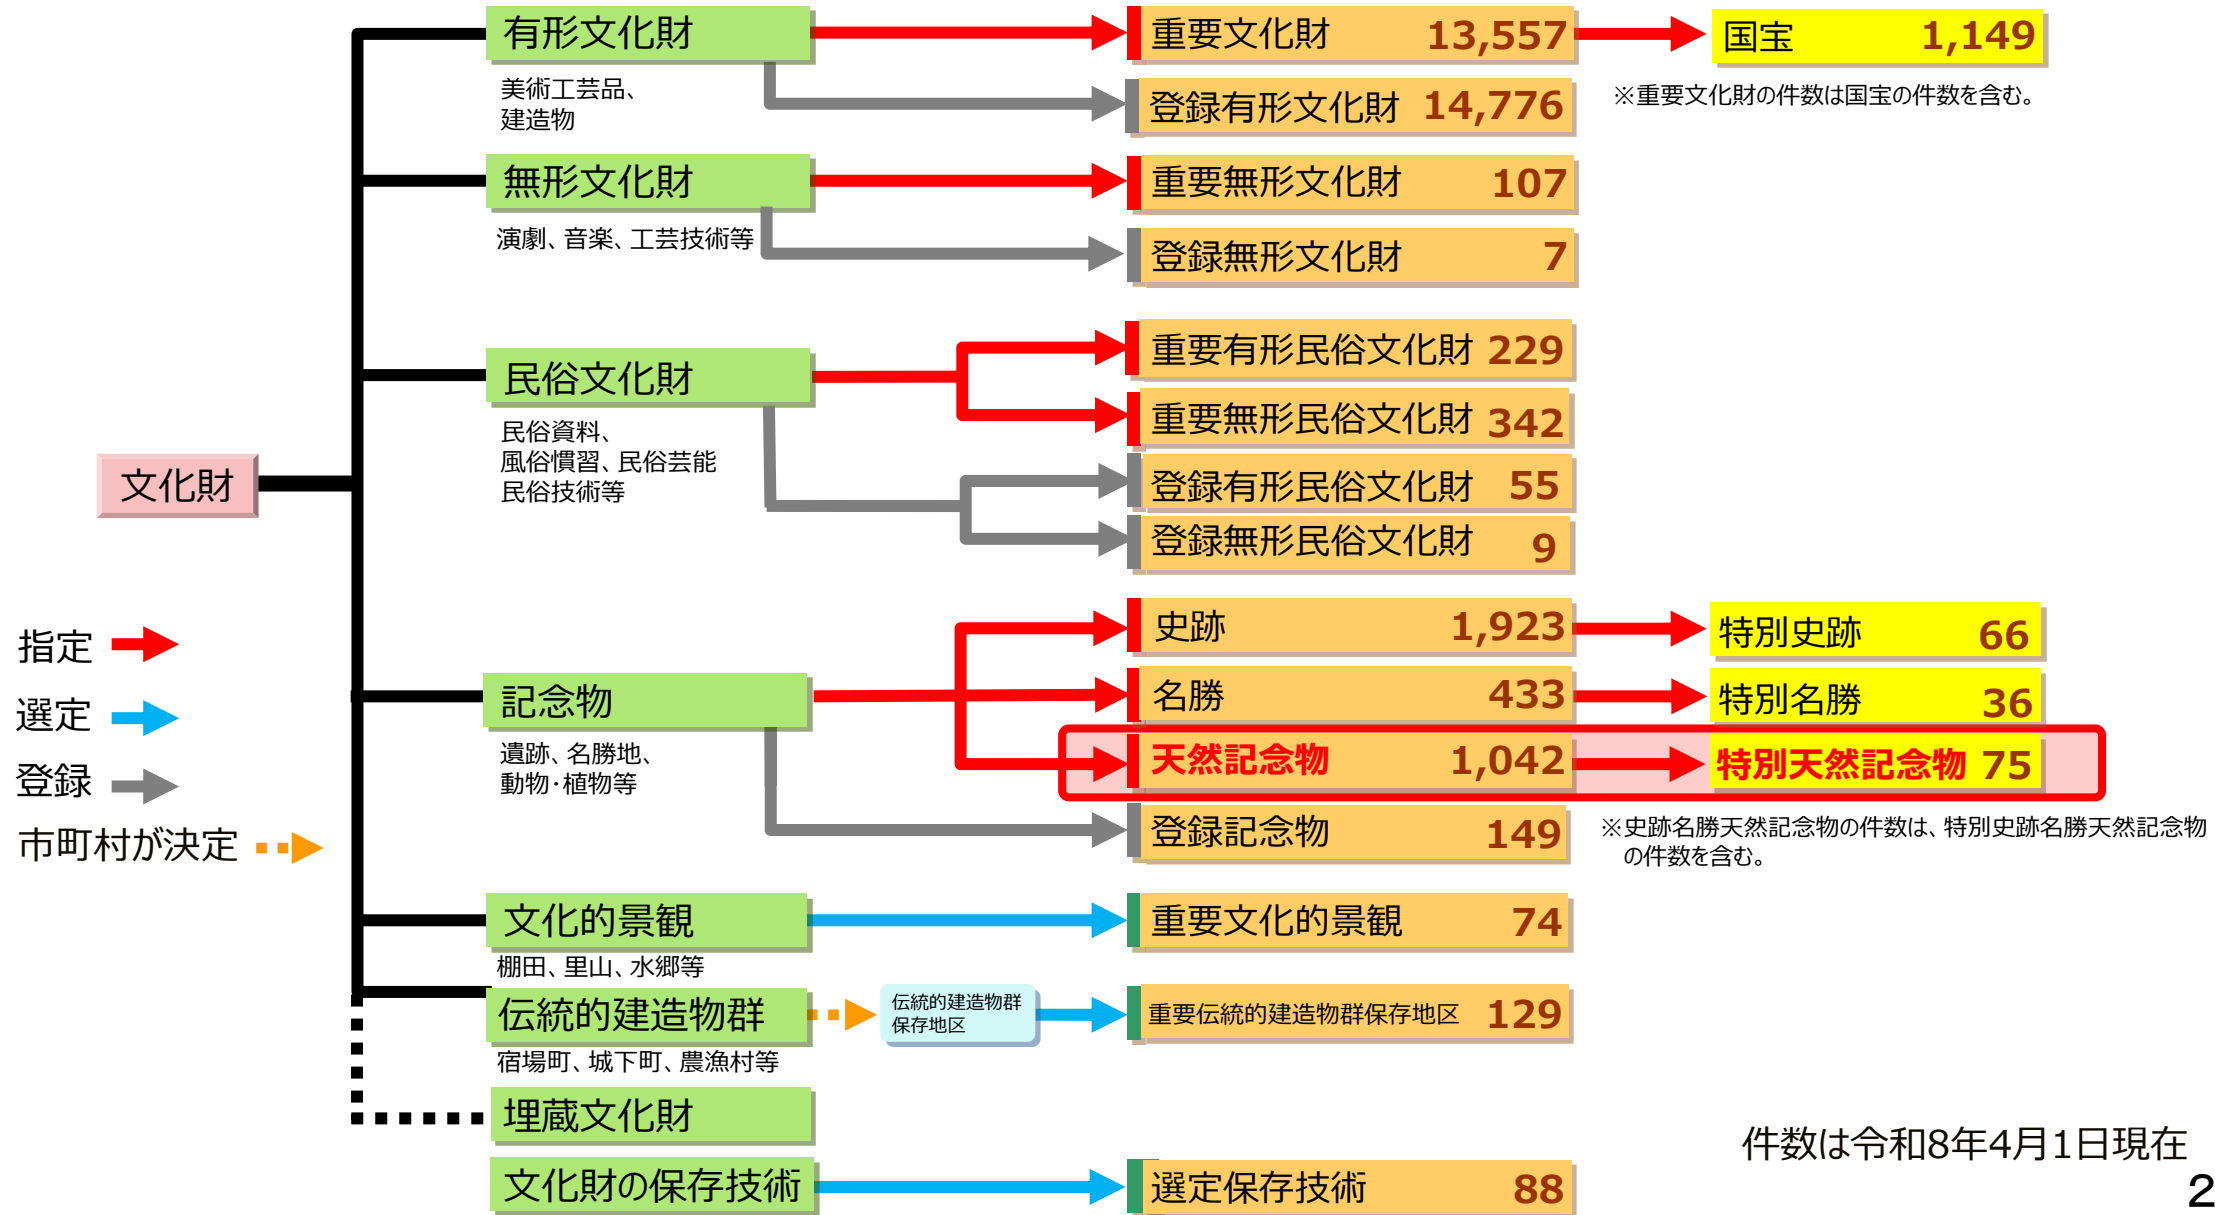 有形文化財
重要文化財 13,557
国宝 1,149
美術工芸品、
建造物
登録有形文化財 14,776
※重要文化財の件数は国宝の件数を含む。
無形文化財
重要無形文化財 107
演劇、音楽、工芸技術等
登録無形文化財 7
民俗文化財
重要有形民俗文化財 229
重要無形民俗文化財 342
民俗資料、
風俗慣習、民俗芸能
民俗技術等
登録有形民俗文化財 55
登録無形民俗文化財 9
文化財
指定
選定
登録
市町村が決定
記念物
史跡 1,923
特別史跡 66
名勝 433
特別名勝 36
遺跡、名勝地、
動物・植物等
天然記念物 1,042
特別天然記念物 75
登録記念物 149
※史跡名勝天然記念物の件数は、特別史跡名勝天然記念物
の件数を含む。
文化的景観
重要文化的景観 74
棚田、里山、水郷等
伝統的建造物群
伝統的建造物群
保存地区
重要伝統的建造物群保存地区 129
宿場町、城下町、農漁村等
埋蔵文化財
文化財の保存技術
選定保存技術 88
件数は令和8年4月1日現在
2